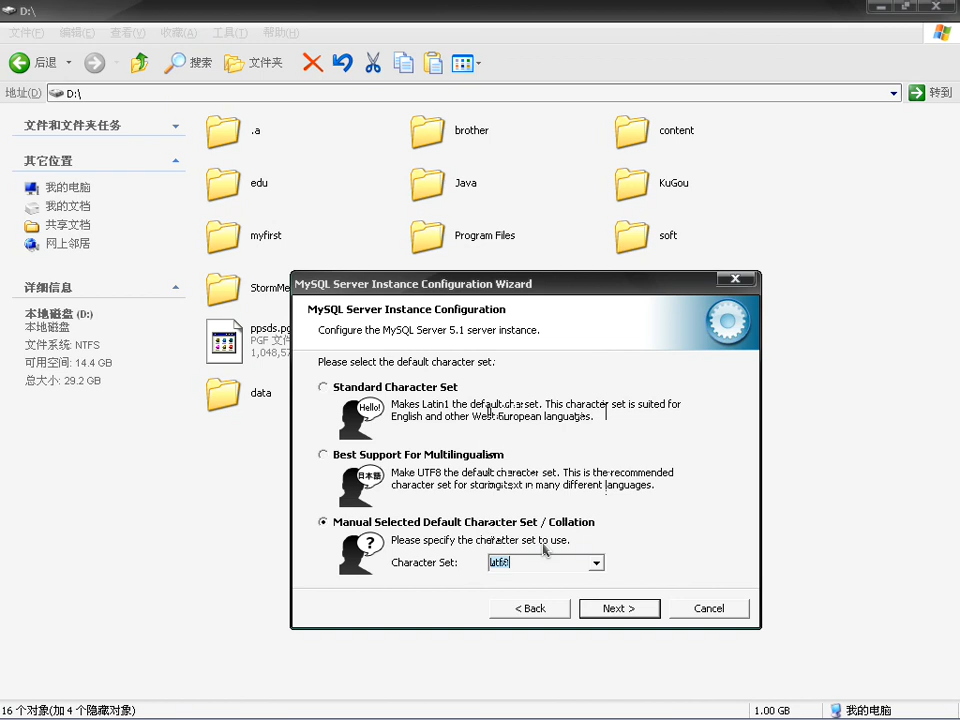 D:\
文件(F) 编辑(E) 查看(V) 收藏(A) 工具(T) 帮助(H)
后退 搜索 文件夹
地址(D) D:\ 转到
文件和文件夹任务
其它位置
我的电脑
我的文档
共享文档
网上邻居
详细信息
本地磁盘 (D:)
本地磁盘
文件系统: NTFS
可用空间: 14.4 GB
总大小: 29.2 GB
.a brother content
edu Java KuGou
myfirst Program Files soft
StormMe
ppsds.pg
PGF 文件
1,048,57
data
MySQL Server Instance Configuration Wizard
MySQL Server Instance Configuration
Configure the MySQL Server 5.1 server instance.
Please select the default character set:
Standard Character Set
Hello!
Makes Latin1 the default charset. This character set is suited for
English and other West European languages.
Best Support For Multilingualism
日本語
Make UTF8 the default character set. This is the recommended
character set for storing text in many different languages.
Manual Selected Default Character Set / Collation
?
Please specify the character set to use.
Character Set:
< Back Next > Cancel
16 个对象(加 4 个隐藏对象) 1.00 GB 我的电脑